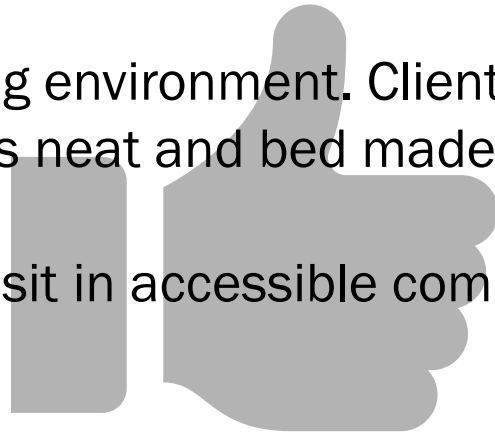 g environment. Client
s neat and bed made
sit in accessible com